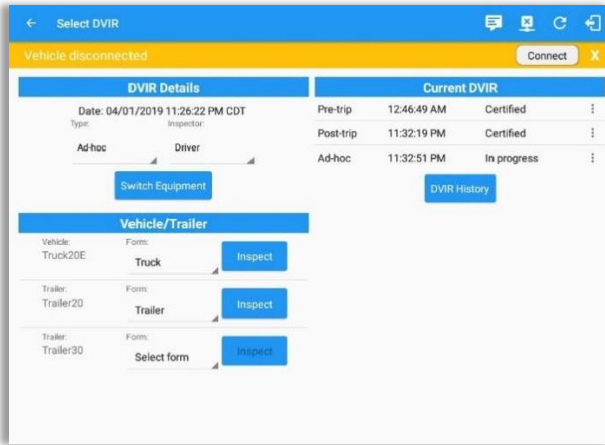 Select DVIR
Vehicle disconnected
Connect X
DVIR Details
Date: 04/01/2019 11:26:22 PM CDT
Type: Inspector:
Ad-hoc Driver
Switch Equipment
Vehicle/Trailer
Vehicle: Form:
Truck20E Truck Inspect
Trailer: Form:
Trailer20 Trailer Inspect
Trailer: Form:
Trailer30 Select form Inspect
Current DVIR
Pre-trip 12:46:49 AM Certified
Post-trip 11:32:19 PM Certified
Ad-hoc 11:32:51 PM In progress
DVIR History